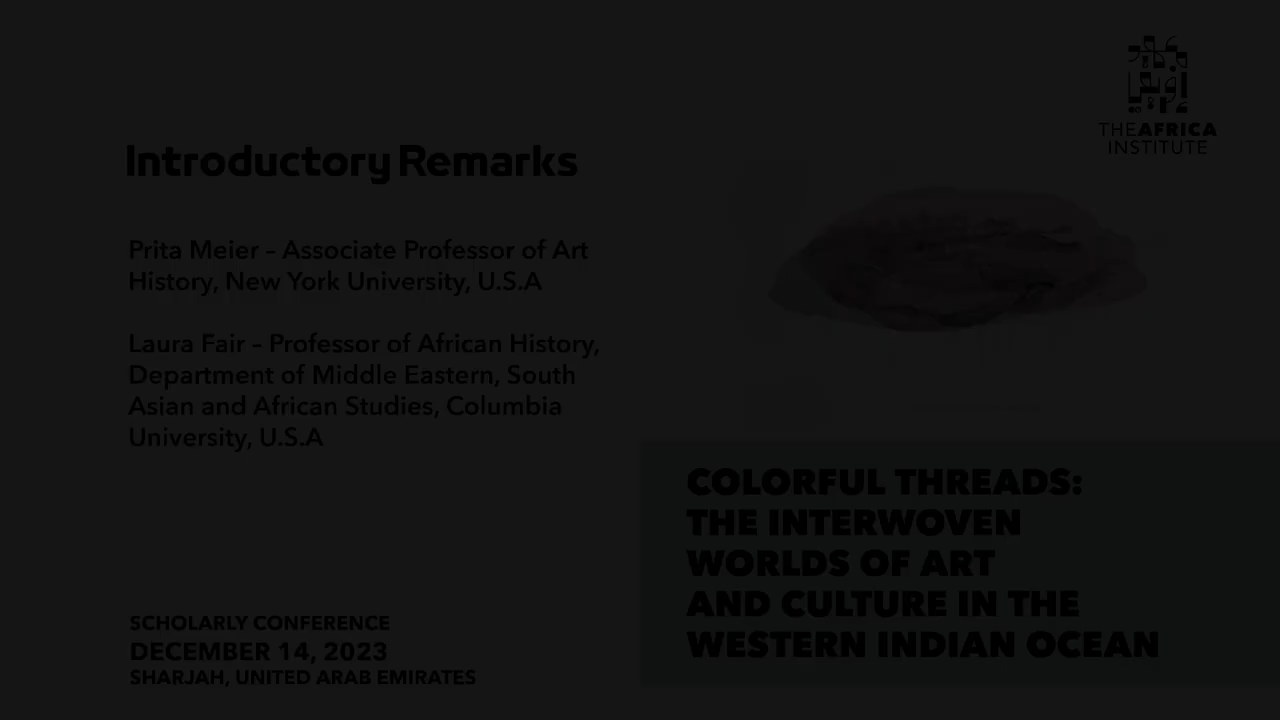 THE AFRICA
INSTITUTE
Introductory Remarks
Prita Meier – Associate Professor of Art
History, New York University, U.S.A
Laura Fair – Professor of African History,
Department of Middle Eastern, South
Asian and African Studies, Columbia
University, U.S.A
SCHOLARLY CONFERENCE
DECEMBER 14, 2023
SHARJAH, UNITED ARAB EMIRATES
COLORFUL THREADS:
THE INTERWOVEN
WORLDS OF ART
AND CULTURE IN THE
WESTERN INDIAN OCEAN